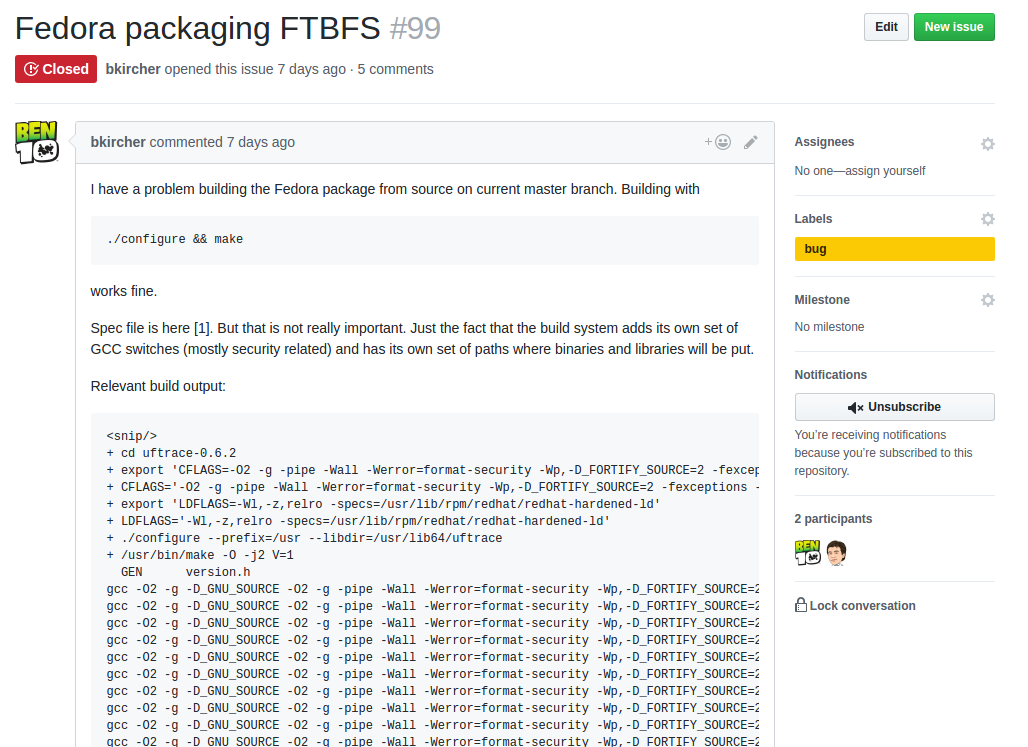 Fedora packaging FTBFS #99
Edit
New issue
Closed
bkircher opened this issue 7 days ago · 5 comments
BEN
10
bkircher commented 7 days ago
+
I have a problem building the Fedora package from source on current master branch. Building with
./configure && make
works fine.
Spec file is here [1]. But that is not really important. Just the fact that the build system adds its own set of
GCC switches (mostly security related) and has its own set of paths where binaries and libraries will be put.
Relevant build output:
<snip/>
+ cd uftrace-0.6.2
+ export 'CFLAGS=-O2 -g -pipe -Wall -Werror=format-security -Wp,-D_FORTIFY_SOURCE=2 -fexcep
+ CFLAGS='-O2 -g -pipe -Wall -Werror=format-security -Wp,-D_FORTIFY_SOURCE=2 -fexceptions -
+ export 'LDFLAGS=-Wl,-z,relro -specs=/usr/lib/rpm/redhat/redhat-hardened-ld'
+ LDFLAGS='-Wl,-z,relro -specs=/usr/lib/rpm/redhat/redhat-hardened-ld'
+ ./configure --prefix=/usr --libdir=/usr/lib64/uftrace
+ /usr/bin/make -O -j2 V=1
GEN version.h
gcc -O2 -g -D_GNU_SOURCE -O2 -g -pipe -Wall -Werror=format-security -Wp,-D_FORTIFY_SOURCE=2
gcc -O2 -g -D_GNU_SOURCE -O2 -g -pipe -Wall -Werror=format-security -Wp,-D_FORTIFY_SOURCE=2
gcc -O2 -g -D_GNU_SOURCE -O2 -g -pipe -Wall -Werror=format-security -Wp,-D_FORTIFY_SOURCE=2
gcc -O2 -g -D_GNU_SOURCE -O2 -g -pipe -Wall -Werror=format-security -Wp,-D_FORTIFY_SOURCE=2
gcc -O2 -g -D_GNU_SOURCE -O2 -g -pipe -Wall -Werror=format-security -Wp,-D_FORTIFY_SOURCE=2
gcc -O2 -g -D_GNU_SOURCE -O2 -g -pipe -Wall -Werror=format-security -Wp,-D_FORTIFY_SOURCE=2
gcc -O2 -g -D_GNU_SOURCE -O2 -g -pipe -Wall -Werror=format-security -Wp,-D_FORTIFY_SOURCE=2
gcc -O2 -g -D_GNU_SOURCE -O2 -g -pipe -Wall -Werror=format-security -Wp,-D_FORTIFY_SOURCE=2
gcc -O2 -g -D_GNU_SOURCE -O2 -g -pipe -Wall -Werror=format-security -Wp,-D_FORTIFY_SOURCE=2
gcc -O2 -g -D_GNU_SOURCE -O2 -g -pipe -Wall -Werror=format-security -Wp,-D_FORTIFY_SOURCE=2
Assignees
No one—assign yourself
Labels
bug
Milestone
No milestone
Notifications
Unsubscribe
You're receiving notifications
because you're subscribed to this
repository.
2 participants
BEN
10
Lock conversation